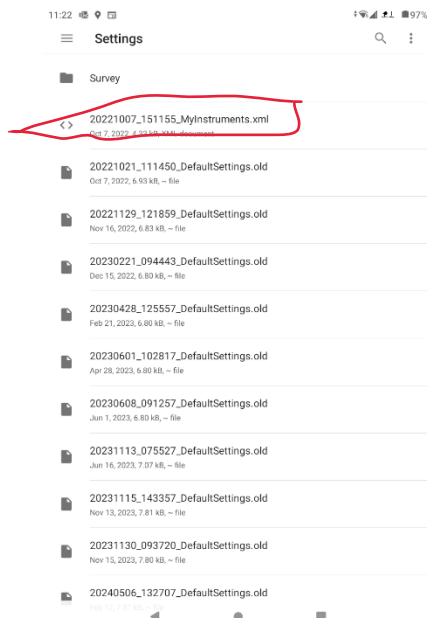 11:22
97%
Settings
Survey
20221007_151155_MyInstruments.xml
Oct 7, 2022, 4.33 kB, XML document
20221021_111450_DefaultSettings.old
Oct 7, 2022, 6.93 kB, ~ file
20221129_121859_DefaultSettings.old
Nov 16, 2022, 6.83 kB, ~ file
20230221_094443_DefaultSettings.old
Dec 15, 2022, 6.80 kB, ~ file
20230428_125557_DefaultSettings.old
Feb 21, 2023, 6.80 kB, ~ file
20230601_102817_DefaultSettings.old
Apr 28, 2023, 6.80 kB, ~ file
20230608_091257_DefaultSettings.old
Jun 1, 2023, 6.80 kB, ~ file
20231113_075527_DefaultSettings.old
Jun 16, 2023, 7.07 kB, ~ file
20231115_143357_DefaultSettings.old
Nov 13, 2023, 7.81 kB, ~ file
20231130_093720_DefaultSettings.old
Nov 15, 2023, 7.80 kB, ~ file
20240506_132707_DefaultSettings.old